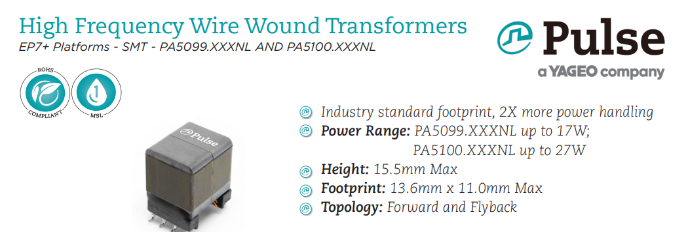 High Frequency Wire Wound Transformers
EP7+ Platforms - SMT - PA5099.XXXNL AND PA5100.XXXNL
Pulse
a YAGEO company
ROHS
COMPLIANT
1
MSL
Pulse
Industry standard footprint, 2X more power handling
Power Range: PA5099.XXXNL up to 17W;
PA5100.XXXNL up to 27W
Height: 15.5mm Max
Footprint: 13.6mm x 11.0mm Max
Topology: Forward and Flyback